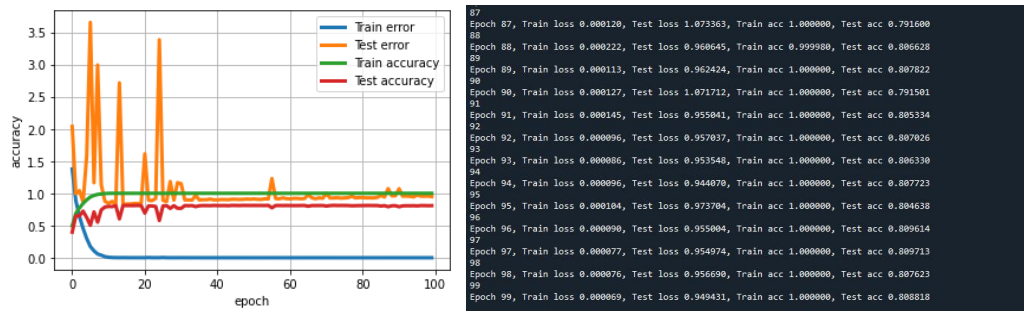 Train error
Test error
Train accuracy
Test accuracy
3.5
3.0
2.5
2.0
1.5
1.0
0.5
0.0
accuracy
0
20
40
60
80
100
epoch
87
Epoch 87, Train loss 0.000120, Test loss 1.073363, Train acc 1.000000, Test acc 0.791600
88
Epoch 88, Train loss 0.000222, Test loss 0.960645, Train acc 0.999980, Test acc 0.806628
89
Epoch 89, Train loss 0.000113, Test loss 0.962424, Train acc 1.000000, Test acc 0.807822
90
Epoch 90, Train loss 0.000127, Test loss 1.071712, Train acc 1.000000, Test acc 0.791501
91
Epoch 91, Train loss 0.000145, Test loss 0.955041, Train acc 1.000000, Test acc 0.805334
92
Epoch 92, Train loss 0.000096, Test loss 0.957037, Train acc 1.000000, Test acc 0.807026
93
Epoch 93, Train loss 0.000086, Test loss 0.953548, Train acc 1.000000, Test acc 0.806330
94
Epoch 94, Train loss 0.000096, Test loss 0.944070, Train acc 1.000000, Test acc 0.807723
95
Epoch 95, Train loss 0.000104, Test loss 0.973704, Train acc 1.000000, Test acc 0.804638
96
Epoch 96, Train loss 0.000090, Test loss 0.955004, Train acc 1.000000, Test acc 0.809614
97
Epoch 97, Train loss 0.000077, Test loss 0.954974, Train acc 1.000000, Test acc 0.809713
98
Epoch 98, Train loss 0.000076, Test loss 0.956690, Train acc 1.000000, Test acc 0.807623
99
Epoch 99, Train loss 0.000069, Test loss 0.949431, Train acc 1.000000, Test acc 0.808818